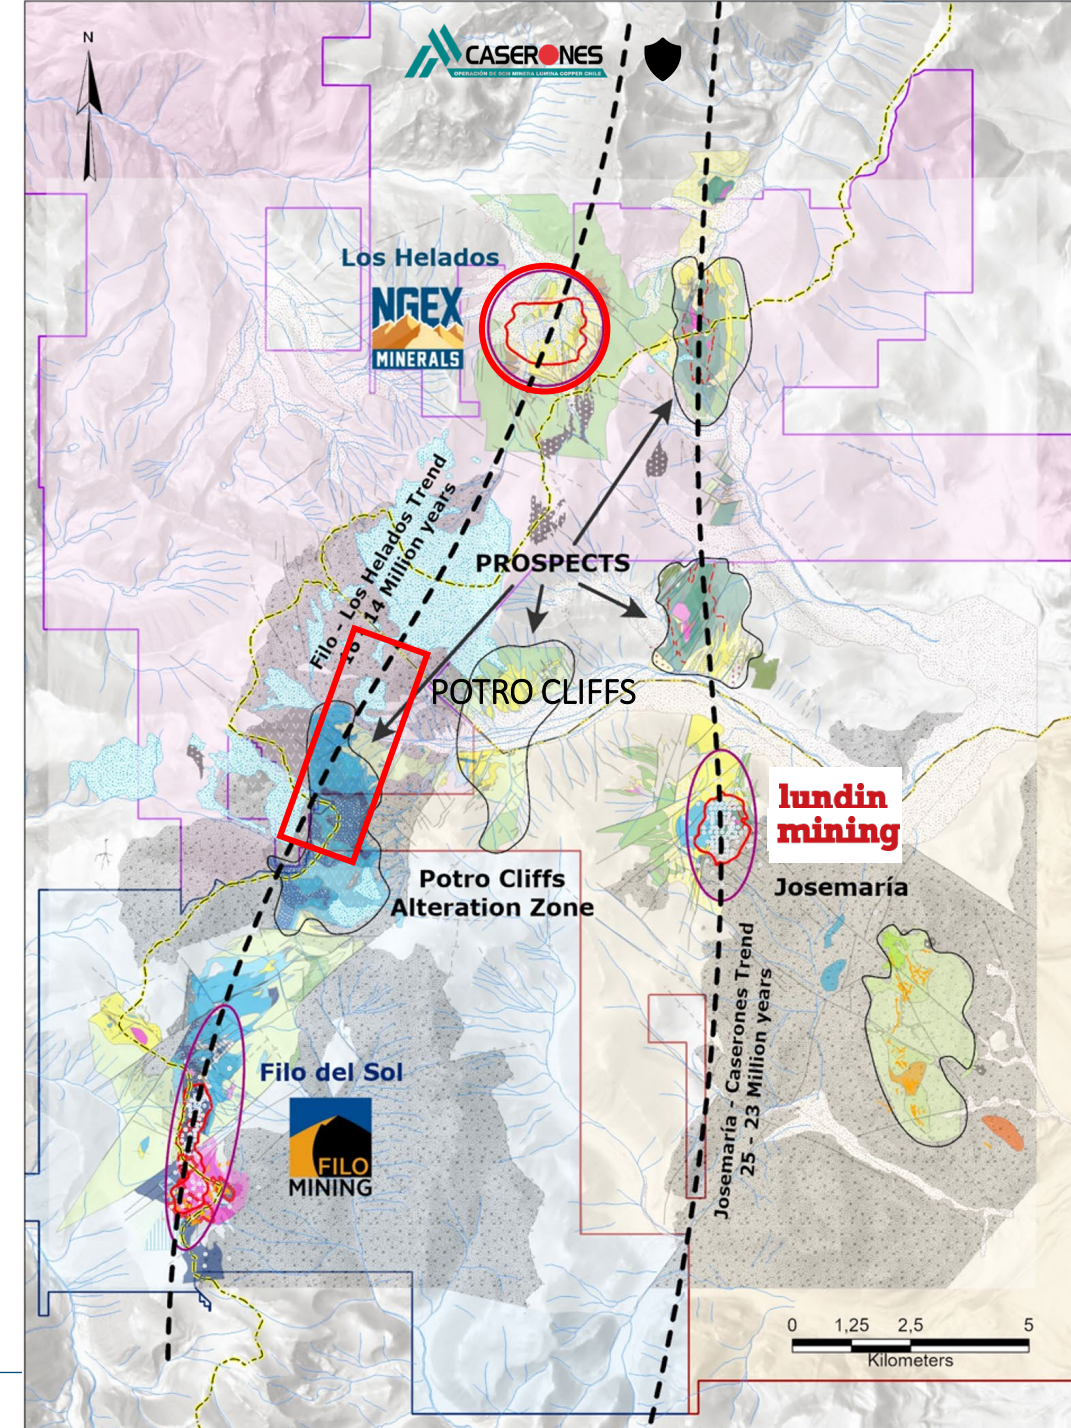 N
CASERONES
OPERACIÓN DE SCM MINERA LUMINA COPPER CHILE
Los Helados
NGEX
MINERALS
Filo - Los Helados Trend
16 - 14 Million years
PROSPECTS
POTRO CLIFFS
lundin
mining
Josemaría
Potro Cliffs
Alteration Zone
Josemaría - Caserones Trend
25 - 23 Million years
Filo del Sol
FILO
MINING
0 1,25 2,5 5
Kilometers